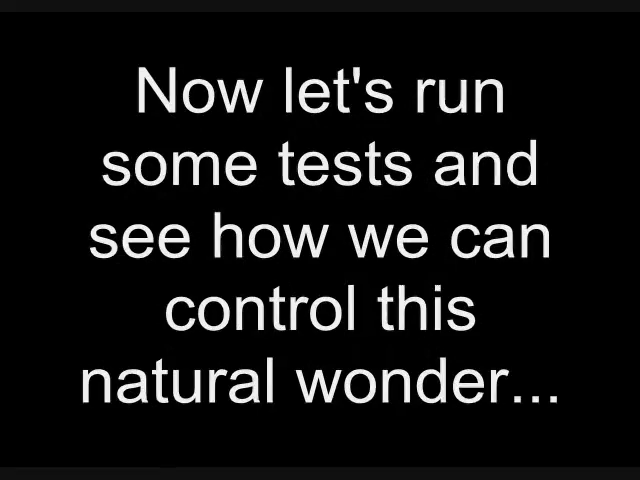 Now let's run
some tests and
see how we can
control this
natural wonder...